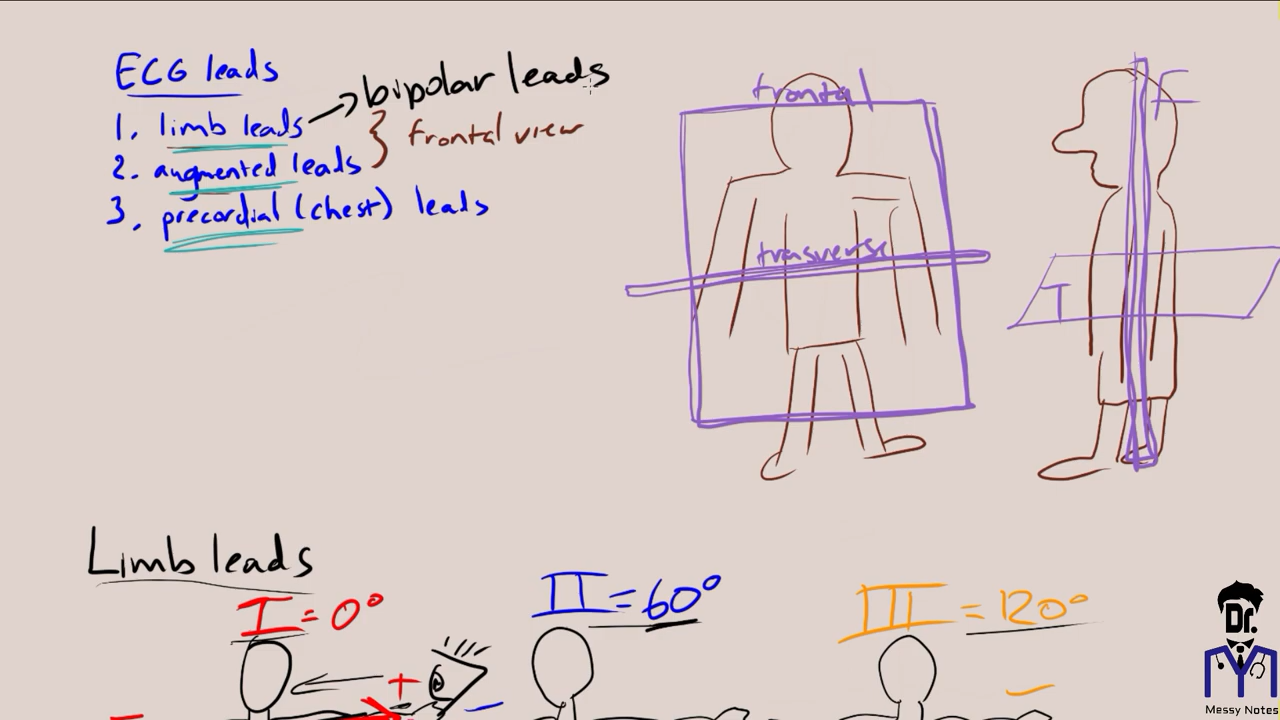 ECG leads
1. limb leads → bipolar leads
2. augmented leads } frontal view
3. precordial (chest) leads
frontal
trasverse
F
T
Limb leads
I = 0°
II = 60°
III = 120°
+
Dr.
Messy Notes